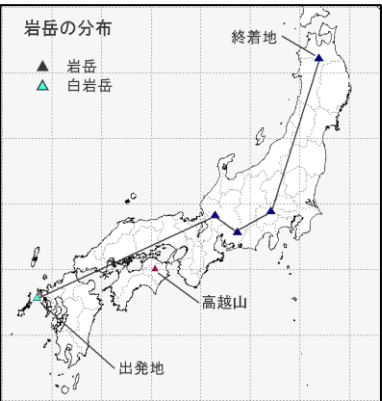 岩岳の分布
岩岳
白岩岳
終着地
高越山
出発地